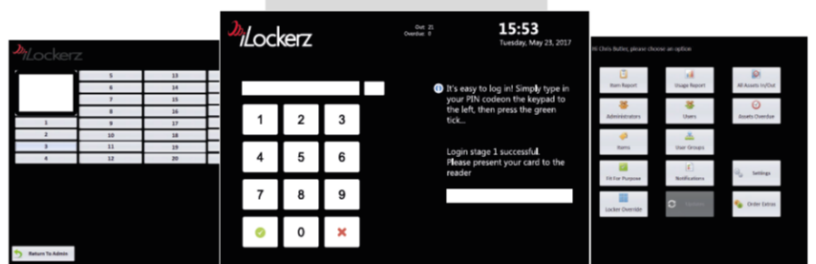 iLockerz
5 13
6 14
7 15
8 16
1 9 17
2 10 18
3 11 19
4 12 20
Return To Admin
iLockerz
Out 21
Overdue 0
15:53
Tuesday, May 23, 2017
It's easy to log in! Simply type in
your PIN codeon the keypad to
the left, then press the green
tick...
1 2 3
4 5 6
7 8 9
0
Login stage 1 successful.
Please present your card to the
reader
Hi Chris Butler, please choose an option
Item Report
Usage Report
All Assets In/Out
Administrators
Users
Assets Overdue
Items
User Groups
Fit For Purpose
Notifications
Settings
Locker Override
Order Extras